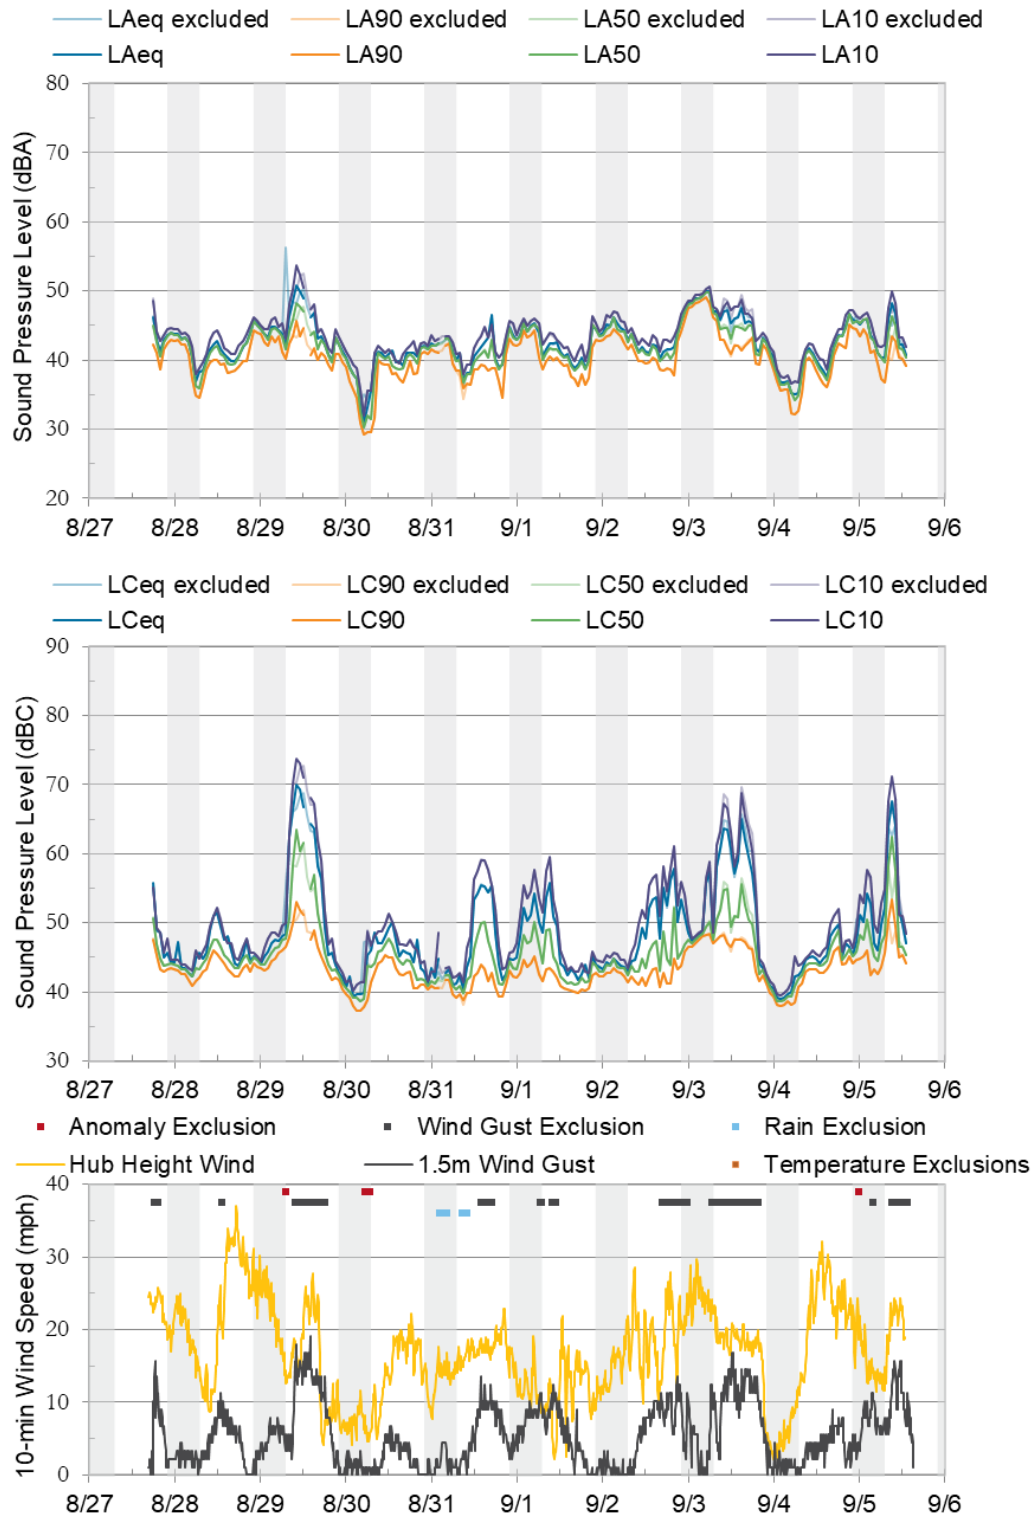 LAeq excluded LA90 excluded LA50 excluded LA10 excluded
LAeq LA90 LA50 LA10
Sound Pressure Level (dBA)
80
70
60
50
40
30
20
8/27 8/28 8/29 8/30 8/31 9/1 9/2 9/3 9/4 9/5 9/6
LCeq excluded LC90 excluded LC50 excluded LC10 excluded
LCeq LC90 LC50 LC10
Sound Pressure Level (dBC)
90
80
70
60
50
40
30
8/27 8/28 8/29 8/30 8/31 9/1 9/2 9/3 9/4 9/5 9/6
Anomaly Exclusion Wind Gust Exclusion Rain Exclusion
Hub Height Wind 1.5m Wind Gust Temperature Exclusions
10-min Wind Speed (mph)
40
30
20
10
0
8/27 8/28 8/29 8/30 8/31 9/1 9/2 9/3 9/4 9/5 9/6